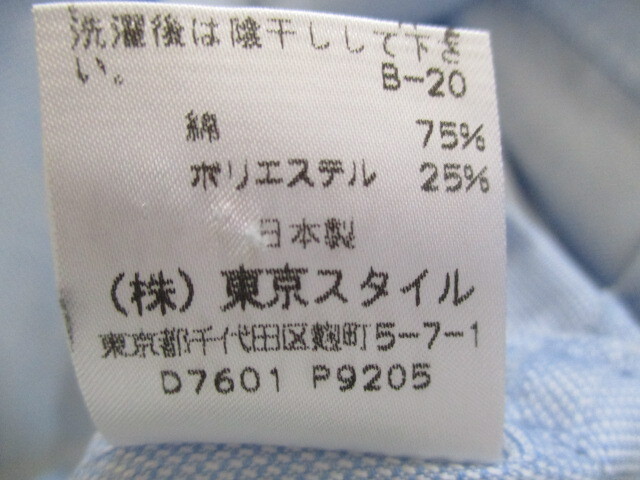 洗濯後は陰干しして下さ
い。
B-20
綿 75%
ポリエステル 25%
日本製
(株)東京スタイル
東京都千代田区麹町5-7-1
D7601 P9205